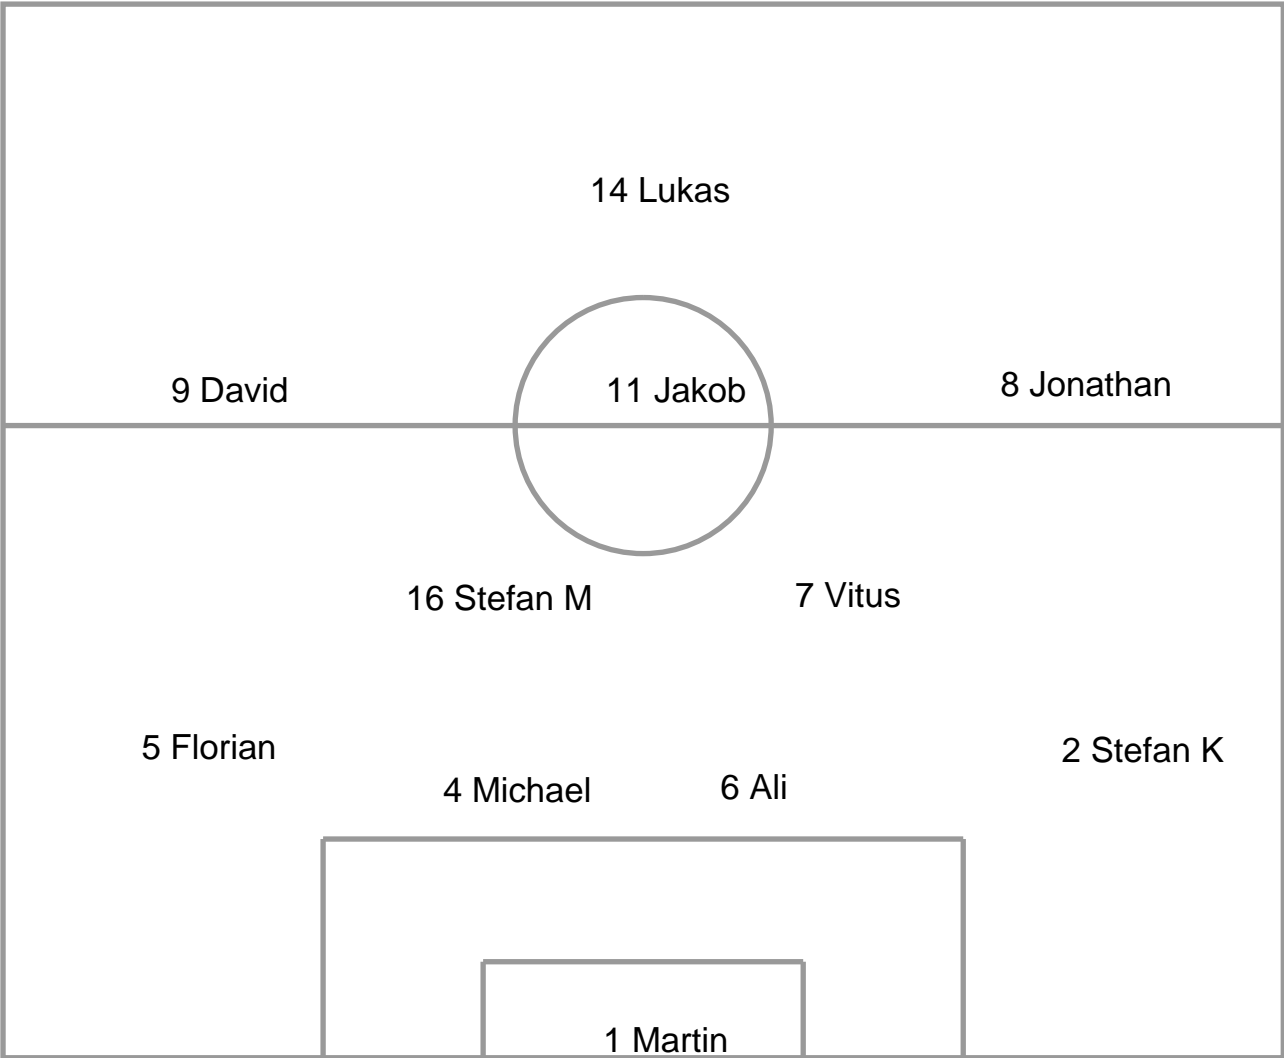 14 Lukas
9 David
11 Jakob
8 Jonathan
16 Stefan M
7 Vitus
5 Florian
2 Stefan K
4 Michael
6 Ali
1 Martin